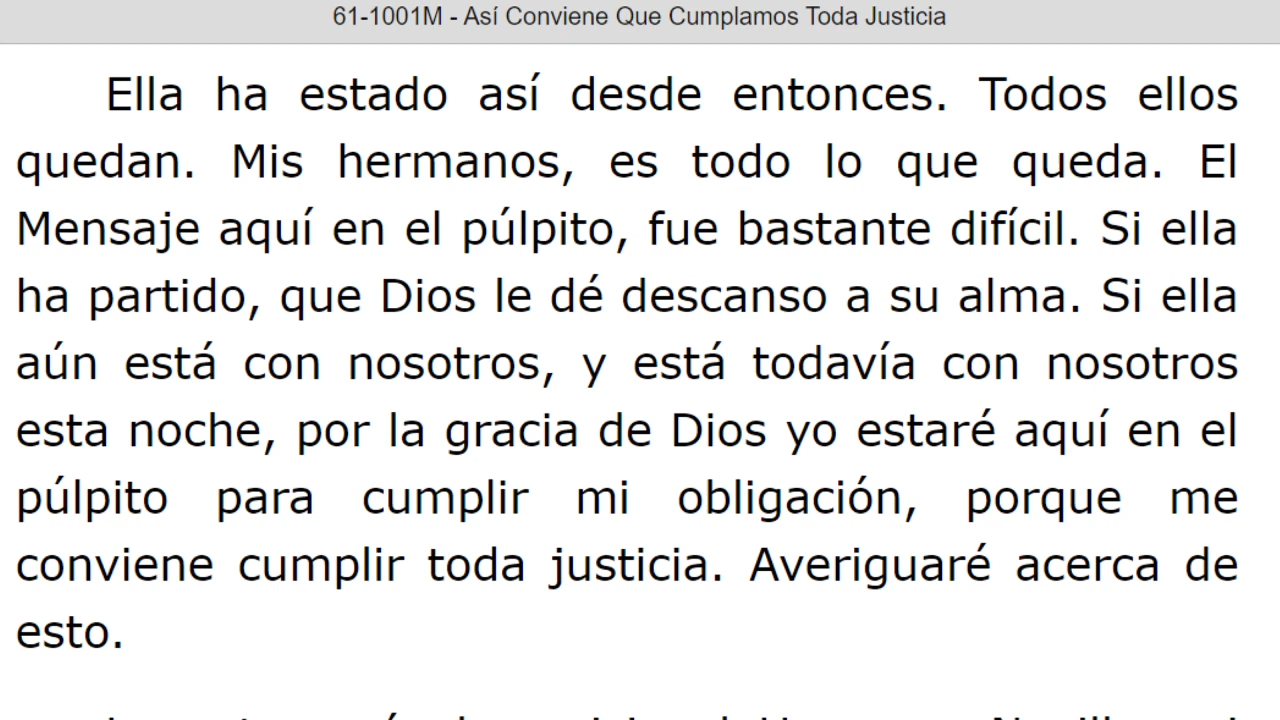 61-1001M - Así Conviene Que Cumplamos Toda Justicia
Ella ha estado así desde entonces. Todos ellos
quedan. Mis hermanos, es todo lo que queda. El
Mensaje aquí en el púlpito, fue bastante difícil. Si ella
ha partido, que Dios le dé descanso a su alma. Si ella
aún está con nosotros, y está todavía con nosotros
esta noche, por la gracia de Dios yo estaré aquí en el
púlpito para cumplir mi obligación, porque me
conviene cumplir toda justicia. Averiguaré acerca de
esto.